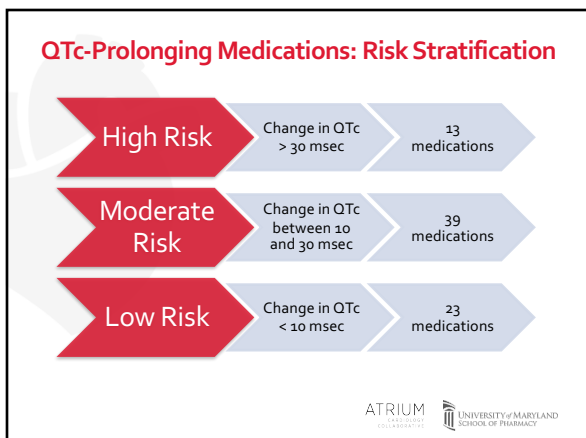 QTc-Prolonging Medications: Risk Stratification
High Risk
Change in QTc
> 30 msec
13
medications
Moderate
Risk
Change in QTc
between 10
and 30 msec
39
medications
Low Risk
Change in QTc
< 10 msec
23
medications
ATRIUM
CARDIOLOGY
COLLABORATIVE
UNIVERSITY of MARYLAND
SCHOOL OF PHARMACY